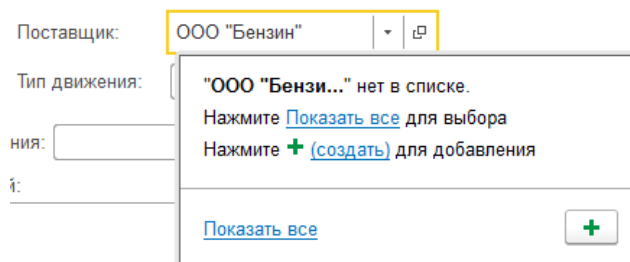 Поставщик: ООО "Бензин"
Тип движения:
"ООО "Бензи..." нет в списке.
Нажмите Показать все для выбора
ния:
Нажмите + (создать) для добавления
й:
Показать все +